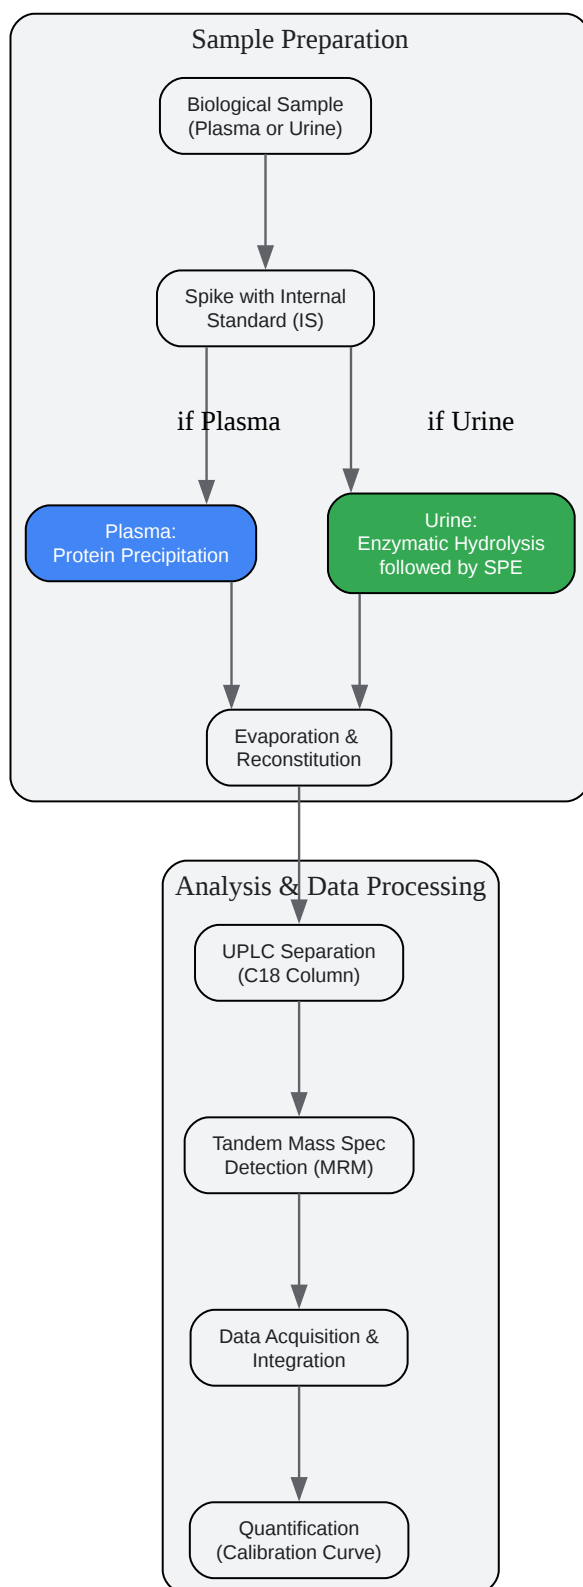 Sample Preparation
Biological Sample
(Plasma or Urine)
Spike with Internal
Standard (IS)
if Plasma
if Urine
Plasma:
Protein Precipitation
Urine:
Enzymatic Hydrolysis
followed by SPE
Evaporation &
Reconstitution
Analysis & Data Processing
UPLC Separation
(C18 Column)
Tandem Mass Spec
Detection (MRM)
Data Acquisition &
Integration
Quantification
(Calibration Curve)